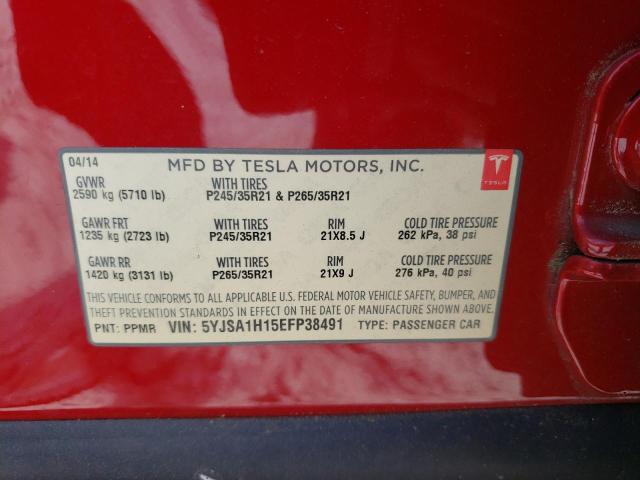 04/14 MFD BY TESLA MOTORS, INC. TESLA
GVWR WITH TIRES
2590 kg (5710 lb) P245/35R21 & P265/35R21
GAWR FRT WITH TIRES RIM COLD TIRE PRESSURE
1235 kg (2723 lb) P245/35R21 21X8.5 J 262 kPa, 38 psi
GAWR RR WITH TIRES RIM COLD TIRE PRESSURE
1420 kg (3131 lb) P265/35R21 21X9 J 276 kPa, 40 psi
THIS VEHICLE CONFORMS TO ALL APPLICABLE U.S. FEDERAL MOTOR VEHICLE SAFETY, BUMPER, AND
THEFT PREVENTION STANDARDS IN EFFECT ON THE DATE OF MANUFACTURE SHOWN ABOVE.
PNT: PPMR VIN: 5YJSA1H15EFP38491 TYPE: PASSENGER CAR